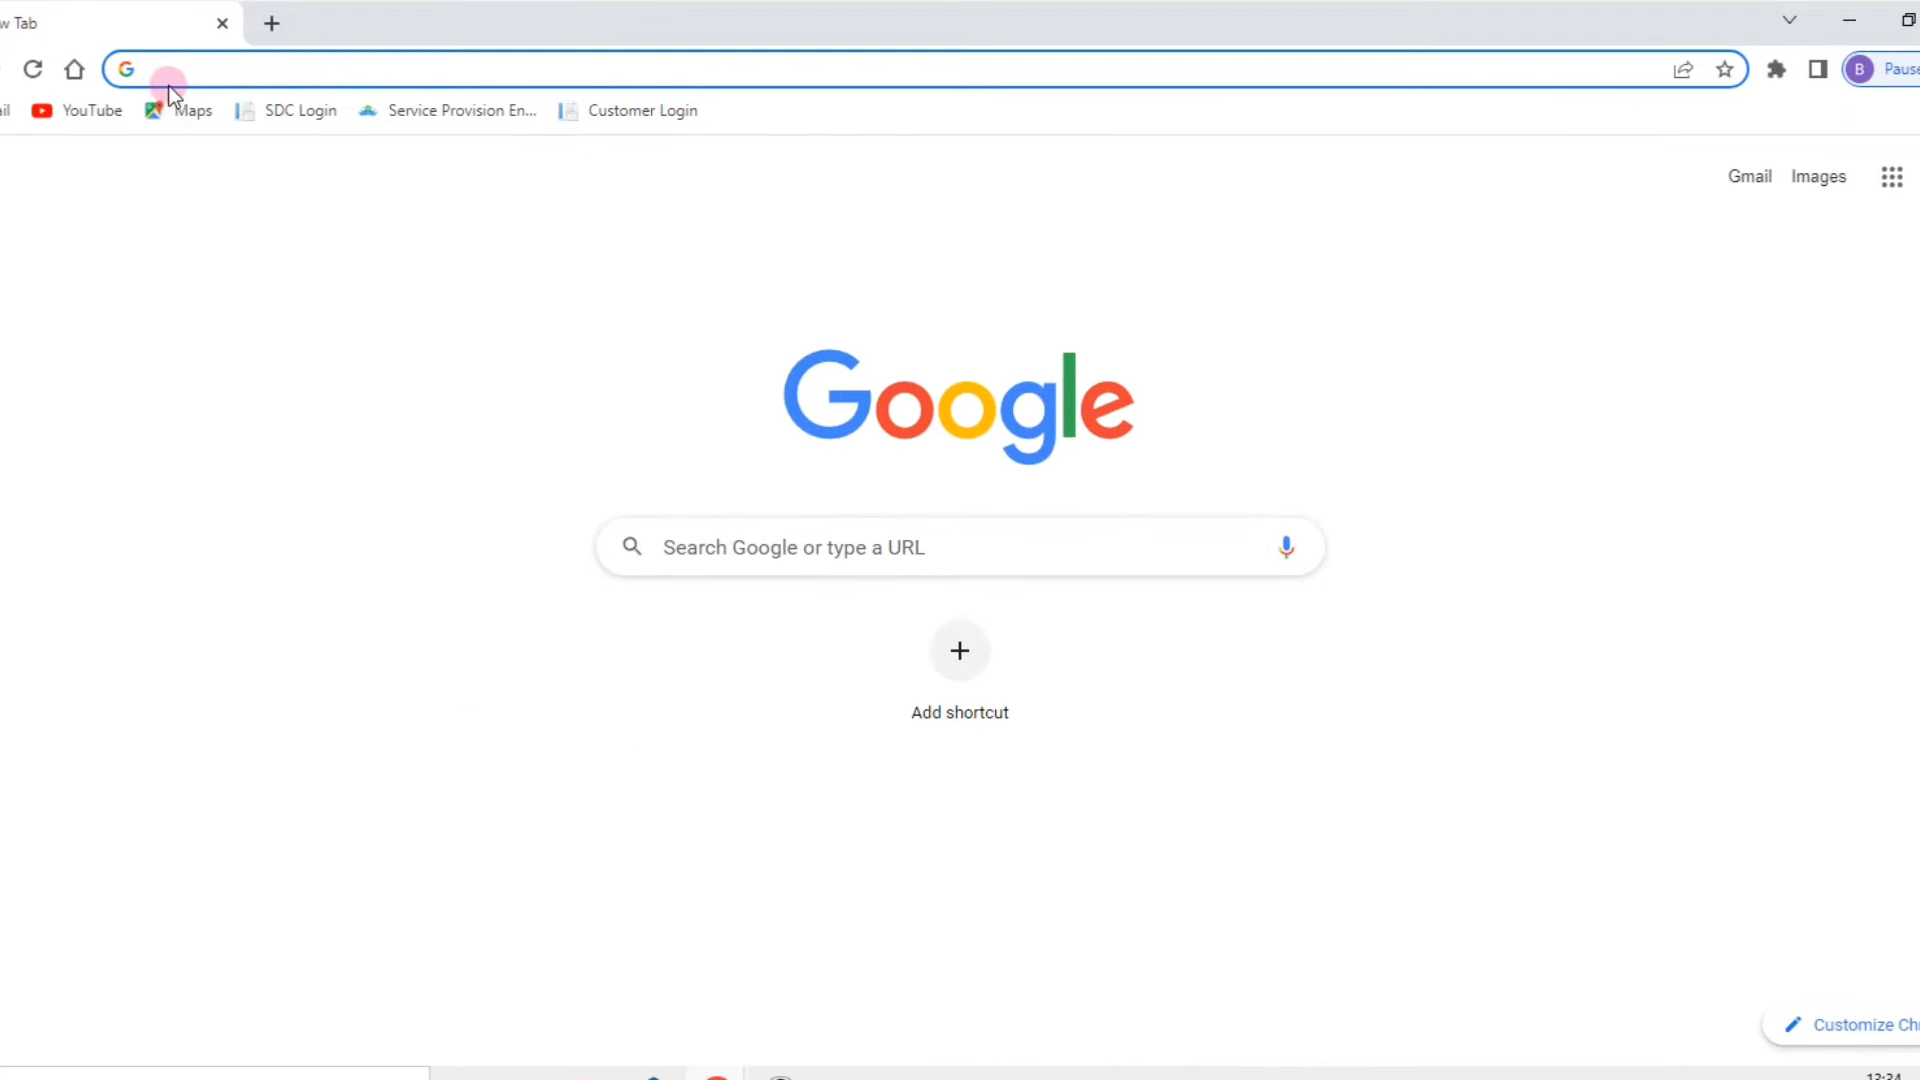 w Tab
B Pause
il YouTube Maps SDC Login Service Provision En... Customer Login
Gmail Images
Google
Search Google or type a URL
Add shortcut
Customize Ch